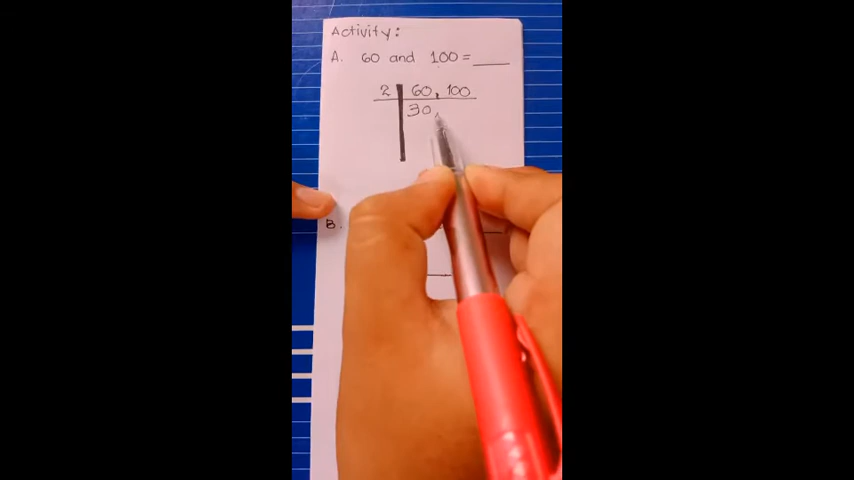 Activity:
A. 60 and 100 = ____
2 | 60, 100
30,
B.